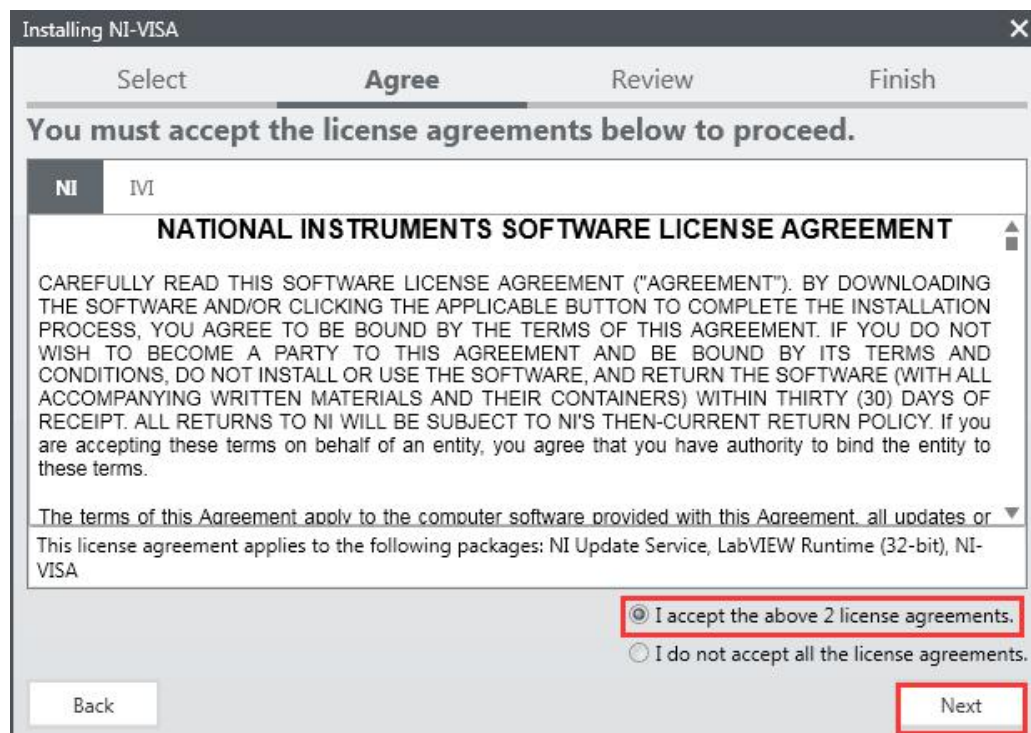 Installing NI-VISA
Select Agree Review Finish
You must accept the license agreements below to proceed.
NI IVI
NATIONAL INSTRUMENTS SOFTWARE LICENSE AGREEMENT
CAREFULLY READ THIS SOFTWARE LICENSE AGREEMENT ("AGREEMENT"). BY DOWNLOADING
THE SOFTWARE AND/OR CLICKING THE APPLICABLE BUTTON TO COMPLETE THE INSTALLATION
PROCESS, YOU AGREE TO BE BOUND BY THE TERMS OF THIS AGREEMENT. IF YOU DO NOT
WISH TO BECOME A PARTY TO THIS AGREEMENT AND BE BOUND BY ITS TERMS AND
CONDITIONS, DO NOT INSTALL OR USE THE SOFTWARE, AND RETURN THE SOFTWARE (WITH ALL
ACCOMPANYING WRITTEN MATERIALS AND THEIR CONTAINERS) WITHIN THIRTY (30) DAYS OF
RECEIPT. ALL RETURNS TO NI WILL BE SUBJECT TO NI'S THEN-CURRENT RETURN POLICY. If you
are accepting these terms on behalf of an entity, you agree that you have authority to bind the entity to
these terms.
The terms of this Agreement apply to the computer software provided with this Agreement, all updates or
This license agreement applies to the following packages: NI Update Service, LabVIEW Runtime (32-bit), NI-
VISA
I accept the above 2 license agreements.
I do not accept all the license agreements.
Back Next